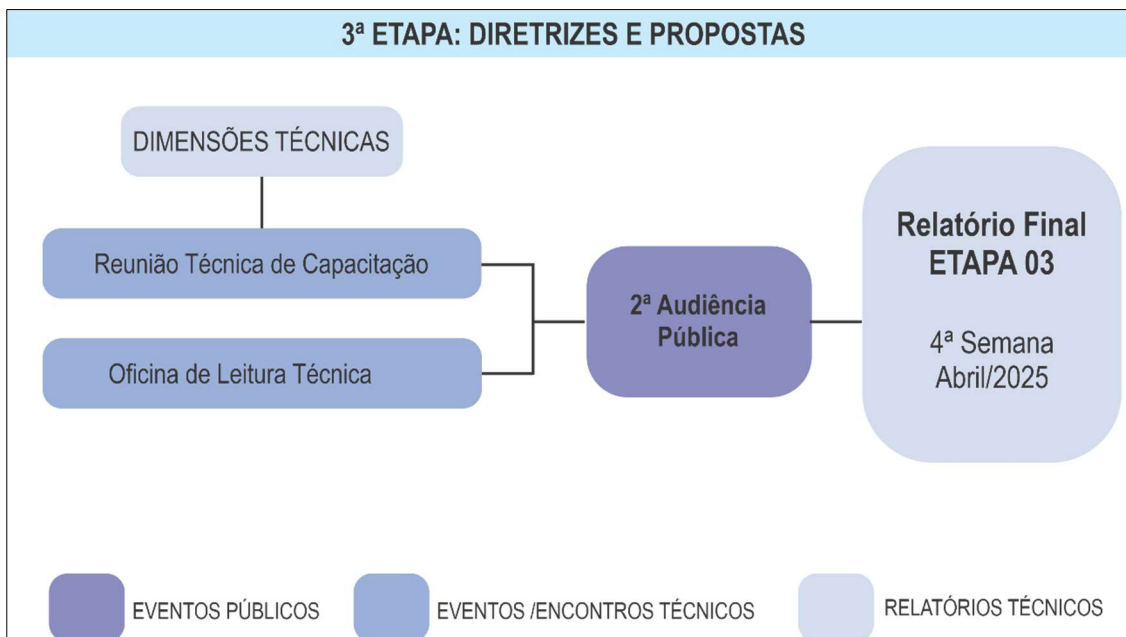 3ª ETAPA: DIRETRIZES E PROPOSTAS
DIMENSÕES TÉCNICAS
Reunião Técnica de Capacitação
Oficina de Leitura Técnica
2ª Audiência
Pública
Relatório Final
ETAPA 03
4ª Semana
Abril/2025
EVENTOS PÚBLICOS
EVENTOS /ENCONTROS TÉCNICOS
RELATÓRIOS TÉCNICOS